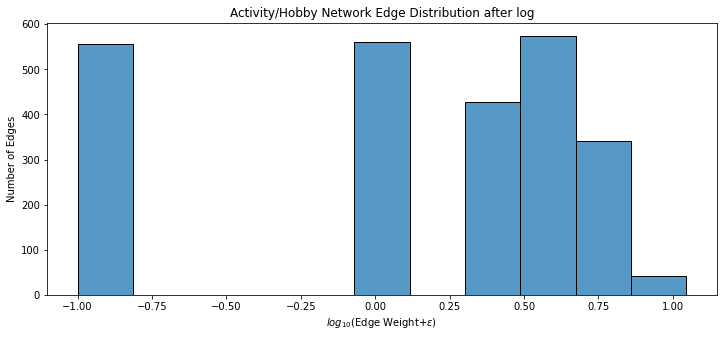 Activity/Hobby Network Edge Distribution after log
600
500
400
300
200
100
0
Number of Edges
−1.00 −0.75 −0.50 −0.25 0.00 0.25 0.50 0.75 1.00
log₁₀(Edge Weight+ε)